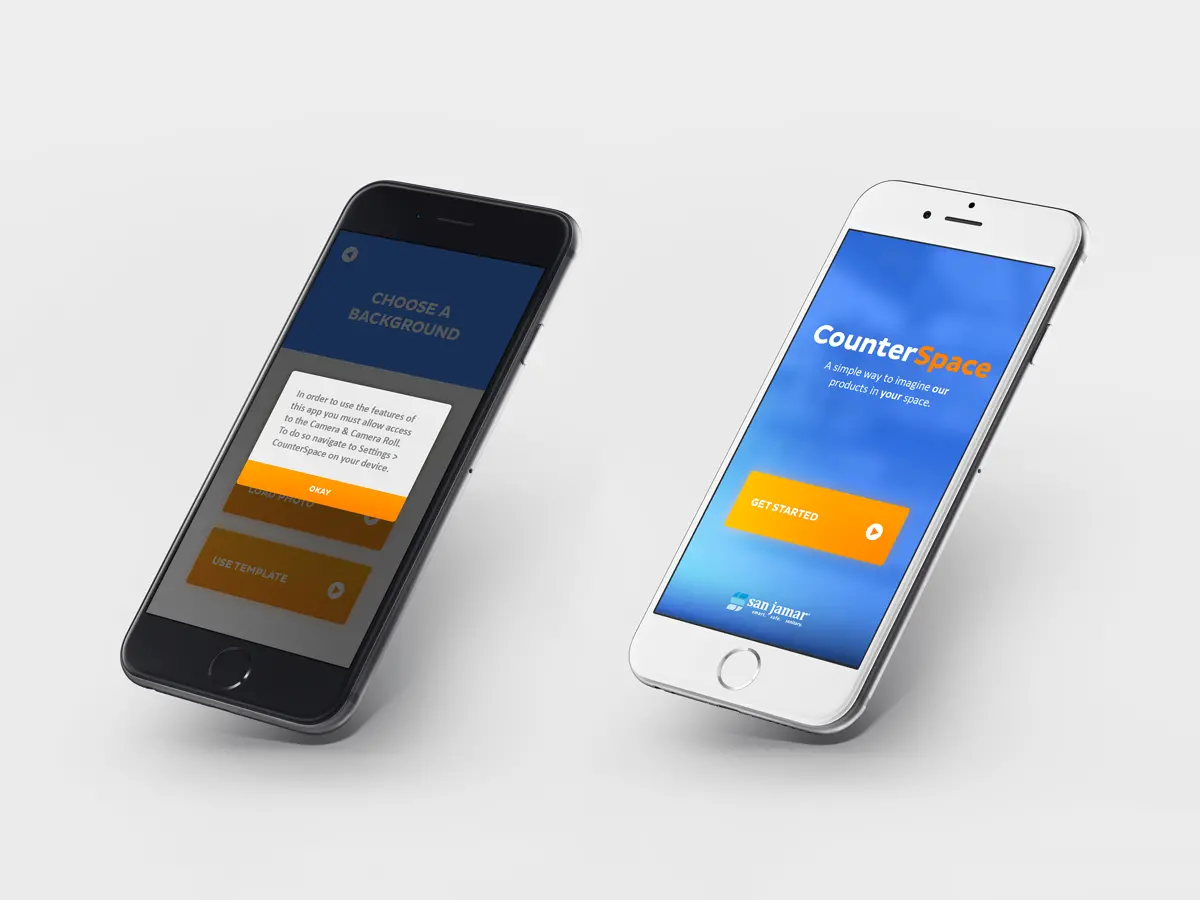 CHOOSE A
BACKGROUND
In order to use the features of
this app you must allow access
to the Camera & Camera Roll.
To do so navigate to Settings >
CounterSpace on your device.
OKAY
LOAD PHOTO
USE TEMPLATE
CounterSpace
A simple way to imagine our
products in your space.
GET STARTED
san jamar
smart. safe. sanitary.